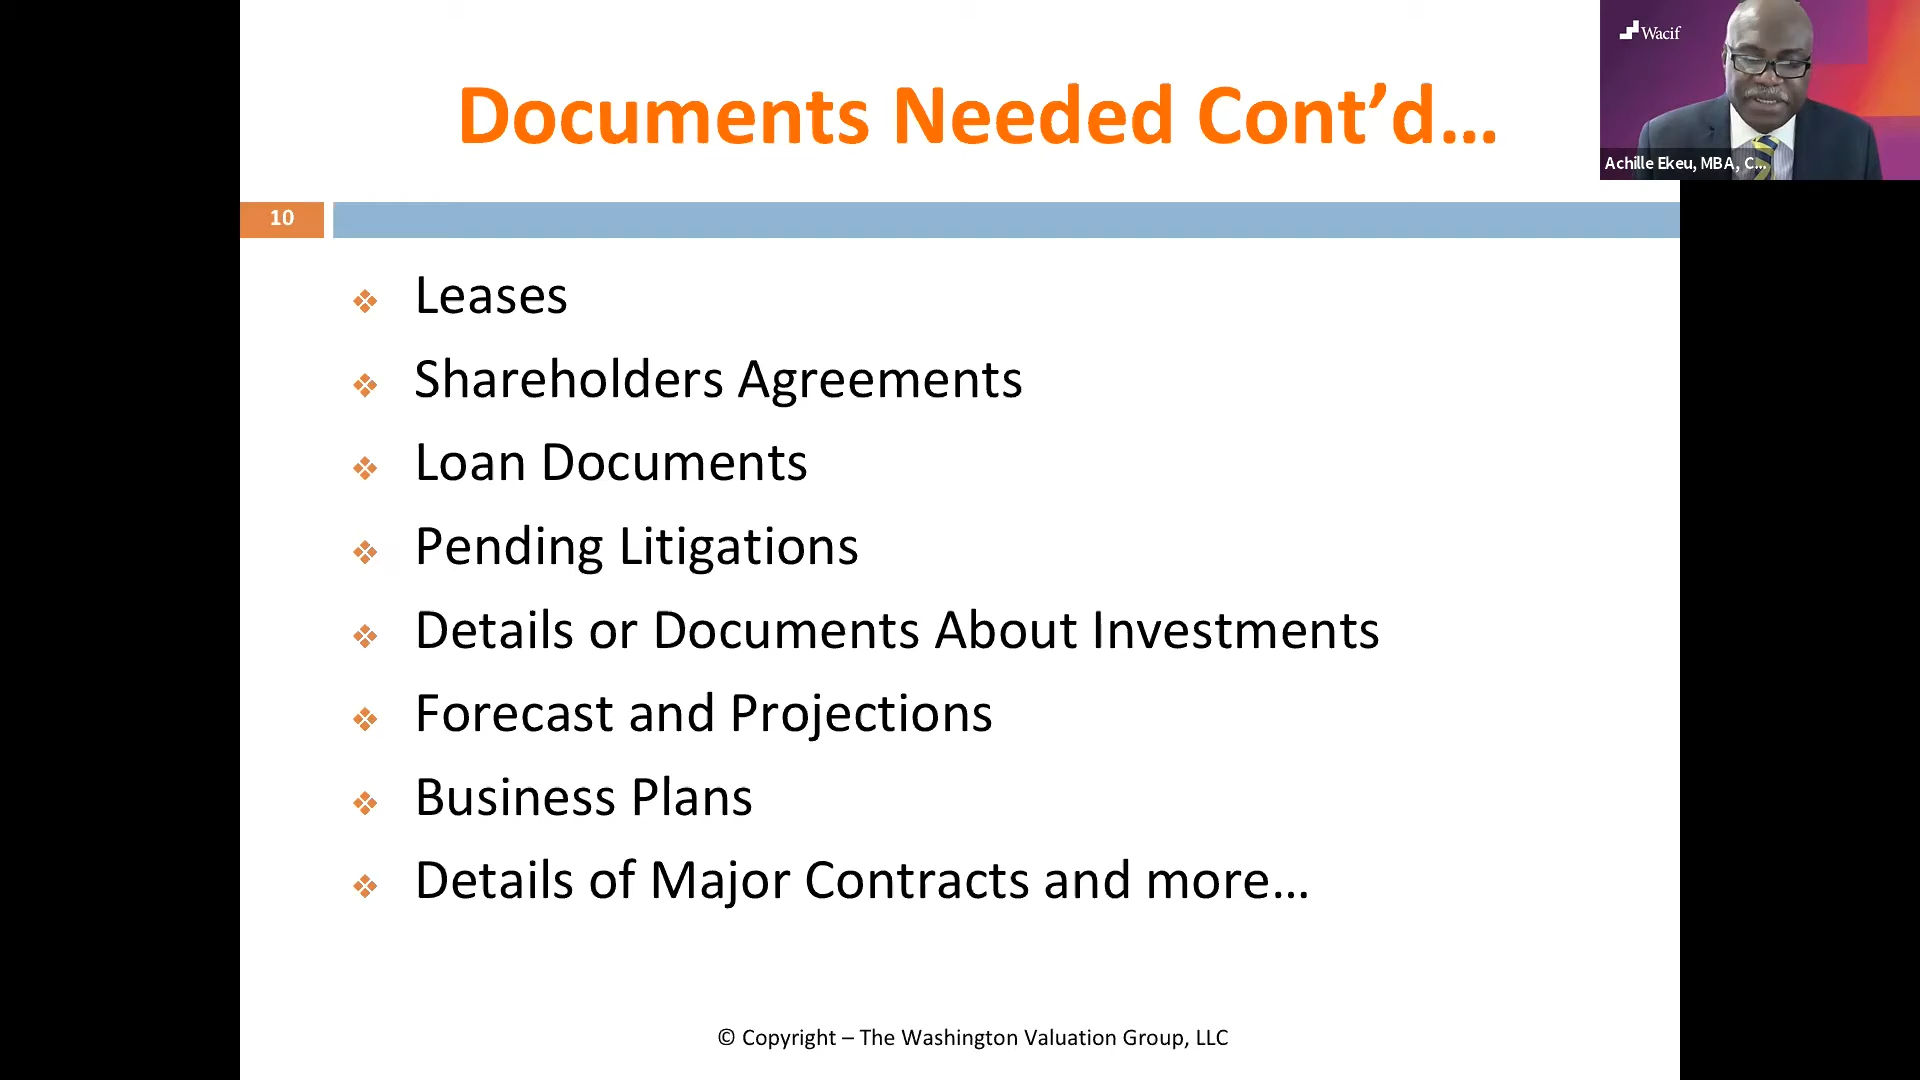 Documents Needed Cont’d…
Wacif
Achille Ekeu, MBA, C...
10
Leases
Shareholders Agreements
Loan Documents
Pending Litigations
Details or Documents About Investments
Forecast and Projections
Business Plans
Details of Major Contracts and more…
© Copyright – The Washington Valuation Group, LLC